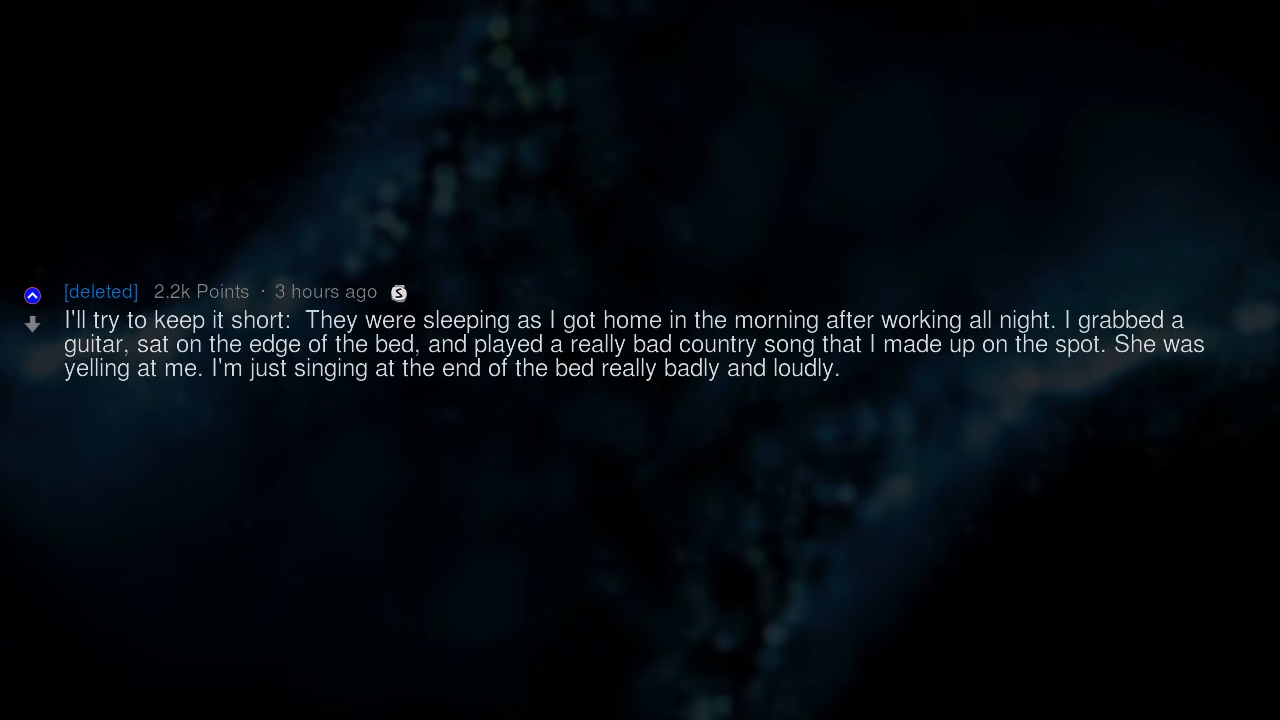 [deleted] 2.2k Points · 3 hours ago S
I'll try to keep it short:  They were sleeping as I got home in the morning after working all night. I grabbed a
guitar, sat on the edge of the bed, and played a really bad country song that I made up on the spot. She was
yelling at me. I'm just singing at the end of the bed really badly and loudly.